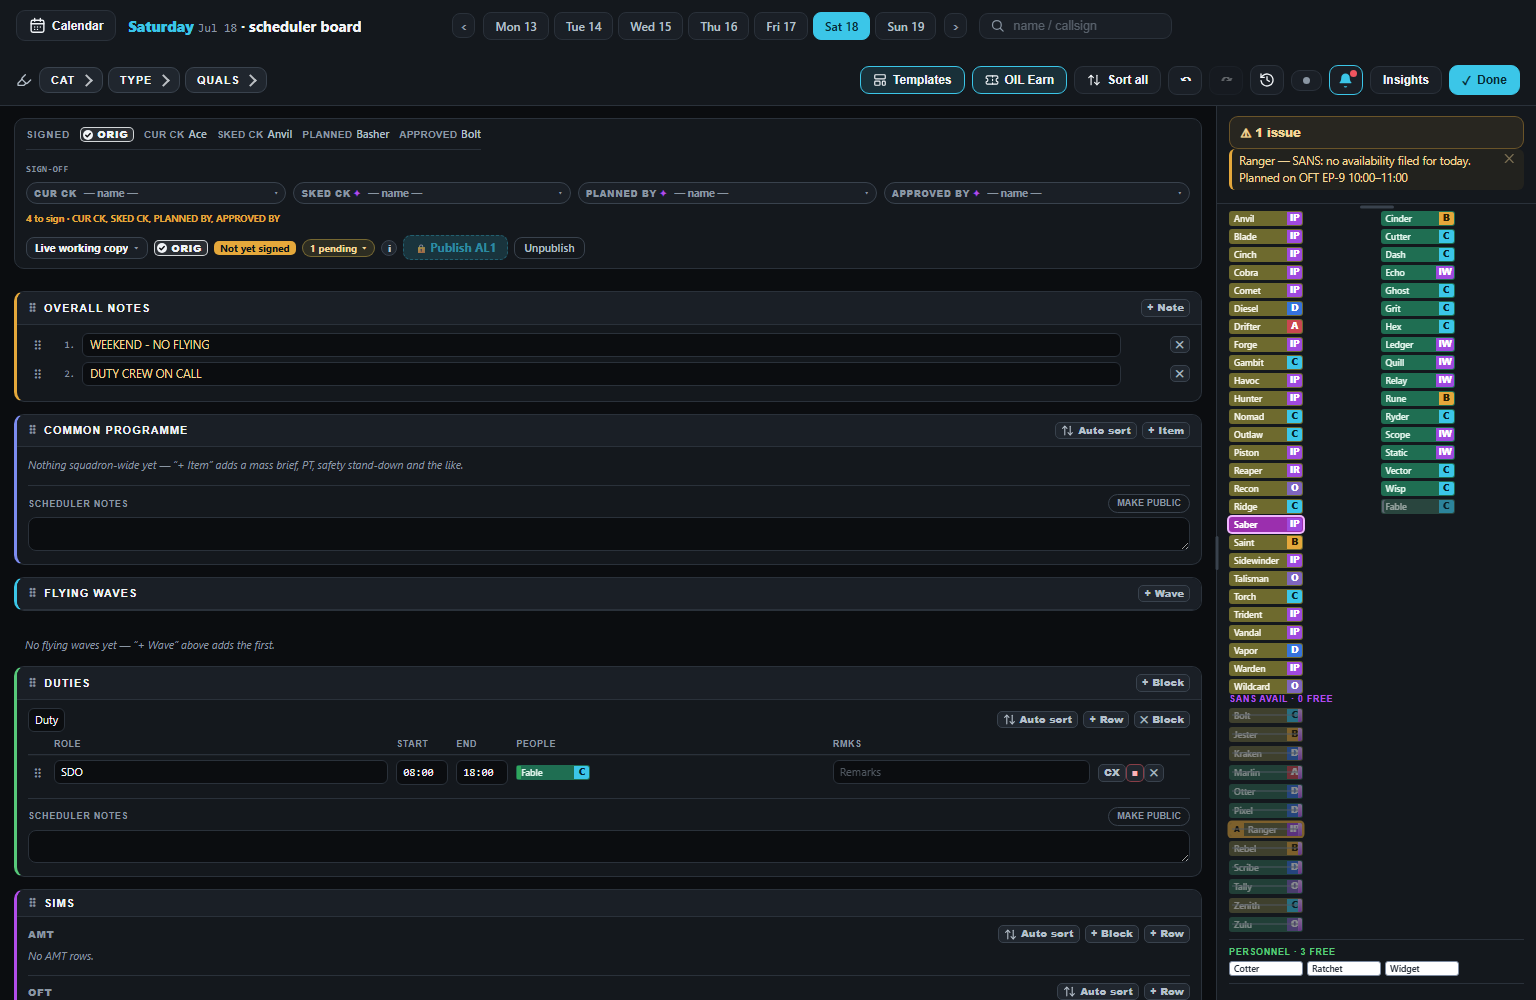 Calendar
Saturday Jul 18 · scheduler board
‹ Mon 13 Tue 14 Wed 15 Thu 16 Fri 17 Sat 18 Sun 19 ›
name / callsign
CAT TYPE QUALS
Templates OIL Earn Sort all Insights ✓ Done
SIGNED ORIG CUR CK Ace SKED CK Anvil PLANNED Basher APPROVED Bolt
SIGN-OFF
CUR CK — name — SKED CK ✦ — name — PLANNED BY ✦ — name — APPROVED BY ✦ — name —
4 to sign · CUR CK, SKED CK, PLANNED BY, APPROVED BY
Live working copy ORIG Not yet signed 1 pending i Publish AL1 Unpublish
OVERALL NOTES + Note
1. WEEKEND - NO FLYING
2. DUTY CREW ON CALL
COMMON PROGRAMME Auto sort + Item
Nothing squadron-wide yet — "+ Item" adds a mass brief, PT, safety stand-down and the like.
SCHEDULER NOTES MAKE PUBLIC
FLYING WAVES + Wave
No flying waves yet — "+ Wave" above adds the first.
DUTIES + Block
Duty Auto sort + Row ✕ Block
ROLE START END PEOPLE RMKS
SDO 08:00 18:00 Fable C Remarks CX
SCHEDULER NOTES MAKE PUBLIC
SIMS
AMT Auto sort + Block + Row
No AMT rows.
OFT Auto sort + Row
⚠ 1 issue
Ranger — SANS: no availability filed for today.
Planned on OFT EP-9 10:00–11:00
Anvil IP
Blade IP
Cinch IP
Cobra IP
Comet IP
Diesel D
Drifter A
Forge IP
Gambit C
Havoc IP
Hunter IP
Nomad C
Outlaw C
Piston IP
Reaper IR
Recon O
Ridge C
Saber IP
Saint B
Sidewinder IP
Talisman O
Torch C
Trident IP
Vandal IP
Vapor D
Warden IP
Wildcard O
Cinder B
Cutter C
Dash C
Echo IW
Ghost C
Grit C
Hex C
Ledger IW
Quill IW
Relay IW
Rune B
Ryder C
Scope IW
Static IW
Vector C
Wisp C
Fable C
SANS AVAIL · 0 FREE
Bolt C
Jester B
Kraken D
Marlin A
Otter D
Pixel D
A Ranger IP
Rebel B
Scribe D
Tally O
Zenith C
Zulu O
PERSONNEL · 3 FREE
Cotter Ratchet Widget